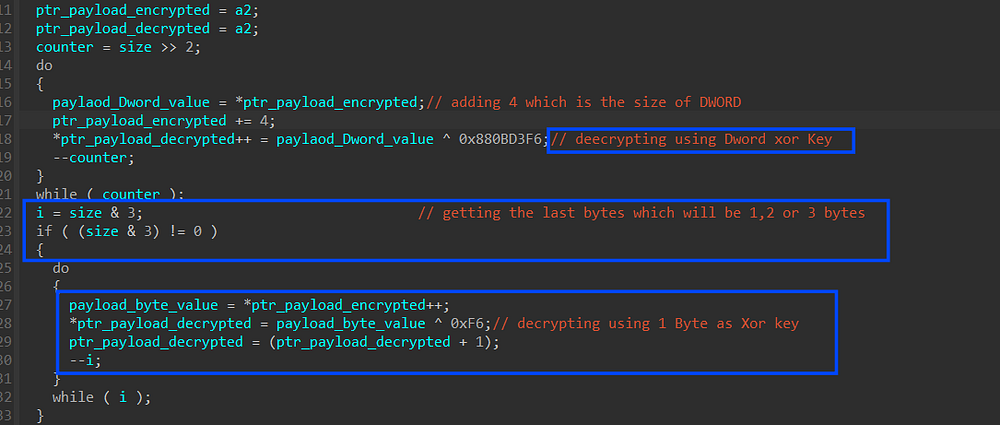 11 ptr_payload_encrypted = a2;
12 ptr_payload_decrypted = a2;
13 counter = size >> 2;
14 do
15 {
16 paylaod_Dword_value = *ptr_payload_encrypted;// adding 4 which is the size of DWORD
17 ptr_payload_encrypted += 4;
18 *ptr_payload_decrypted++ = paylaod_Dword_value ^ 0x880BD3F6;// deecrypting using Dword xor Key
19 --counter;
20 }
21 while ( counter );
22 i = size & 3; // getting the last bytes which will be 1,2 or 3 bytes
23 if ( (size & 3) != 0 )
24 {
25 do
26 {
27 payload_byte_value = *ptr_payload_encrypted++;
28 *ptr_payload_decrypted = payload_byte_value ^ 0xF6;// decrypting using 1 Byte as Xor key
29 ptr_payload_decrypted = (ptr_payload_decrypted + 1);
30 --i;
31 }
32 while ( i );
33 }